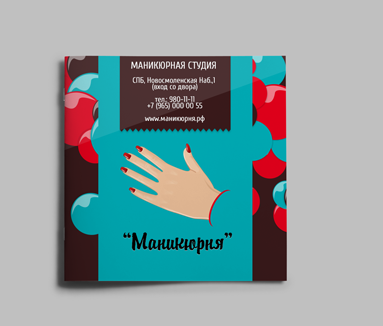 МАНИКЮРНАЯ СТУДИЯ
СПБ, Новосмоленская Наб.,1
(вход со двора)
тел.: 980-11-11
+7 (965) 000 00 55
www.маникюрня.рф
“Маникюрня”